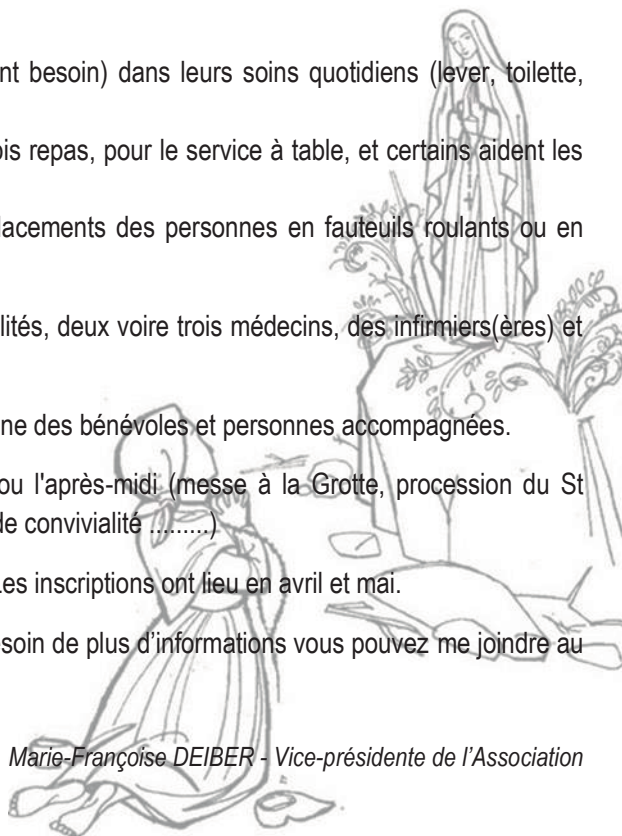 nt besoin) dans leurs soins quotidiens (lever, toilette,
is repas, pour le service à table, et certains aident les
lacements des personnes en fauteuils roulants ou en
lités, deux voire trois médecins, des infirmiers(ères) et
ne des bénévoles et personnes accompagnées.
ou l'après-midi (messe à la Grotte, procession du St
de convivialité .........)
Les inscriptions ont lieu en avril et mai.
esoin de plus d'informations vous pouvez me joindre au
Marie-Françoise DEIBER - Vice-présidente de l'Association